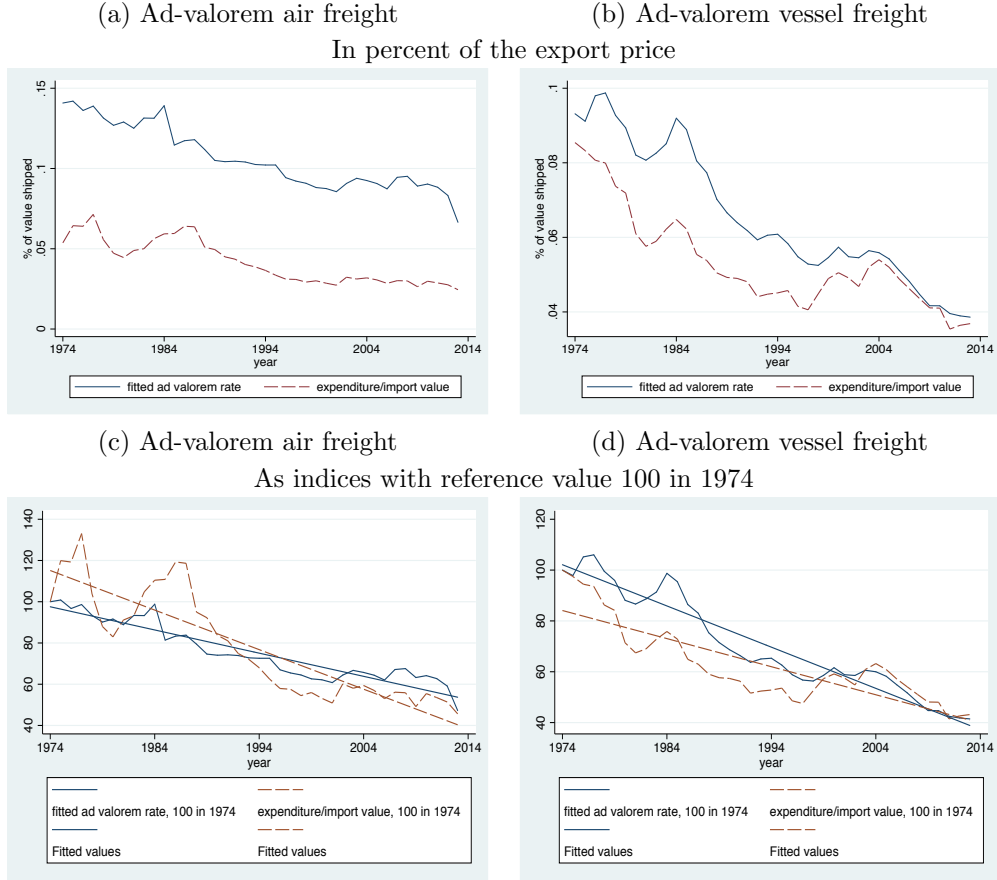 (a) Ad-valorem air freight
(b) Ad-valorem vessel freight
In percent of the export price
% of value shipped
.15
.1
.05
0
1974 1984 1994 2004 2014
year
fitted ad valorem rate expenditure/import value
% of value shipped
.1
.08
.06
.04
1974 1984 1994 2004 2014
year
fitted ad valorem rate expenditure/import value
(c) Ad-valorem air freight
(d) Ad-valorem vessel freight
As indices with reference value 100 in 1974
140
120
100
80
60
40
1974 1984 1994 2004 2014
year
fitted ad valorem rate, 100 in 1974 expenditure/import value, 100 in 1974
Fitted values Fitted values
120
100
80
60
40
1974 1984 1994 2004 2014
year
fitted ad valorem rate, 100 in 1974 expenditure/import value, 100 in 1974
Fitted values Fitted values